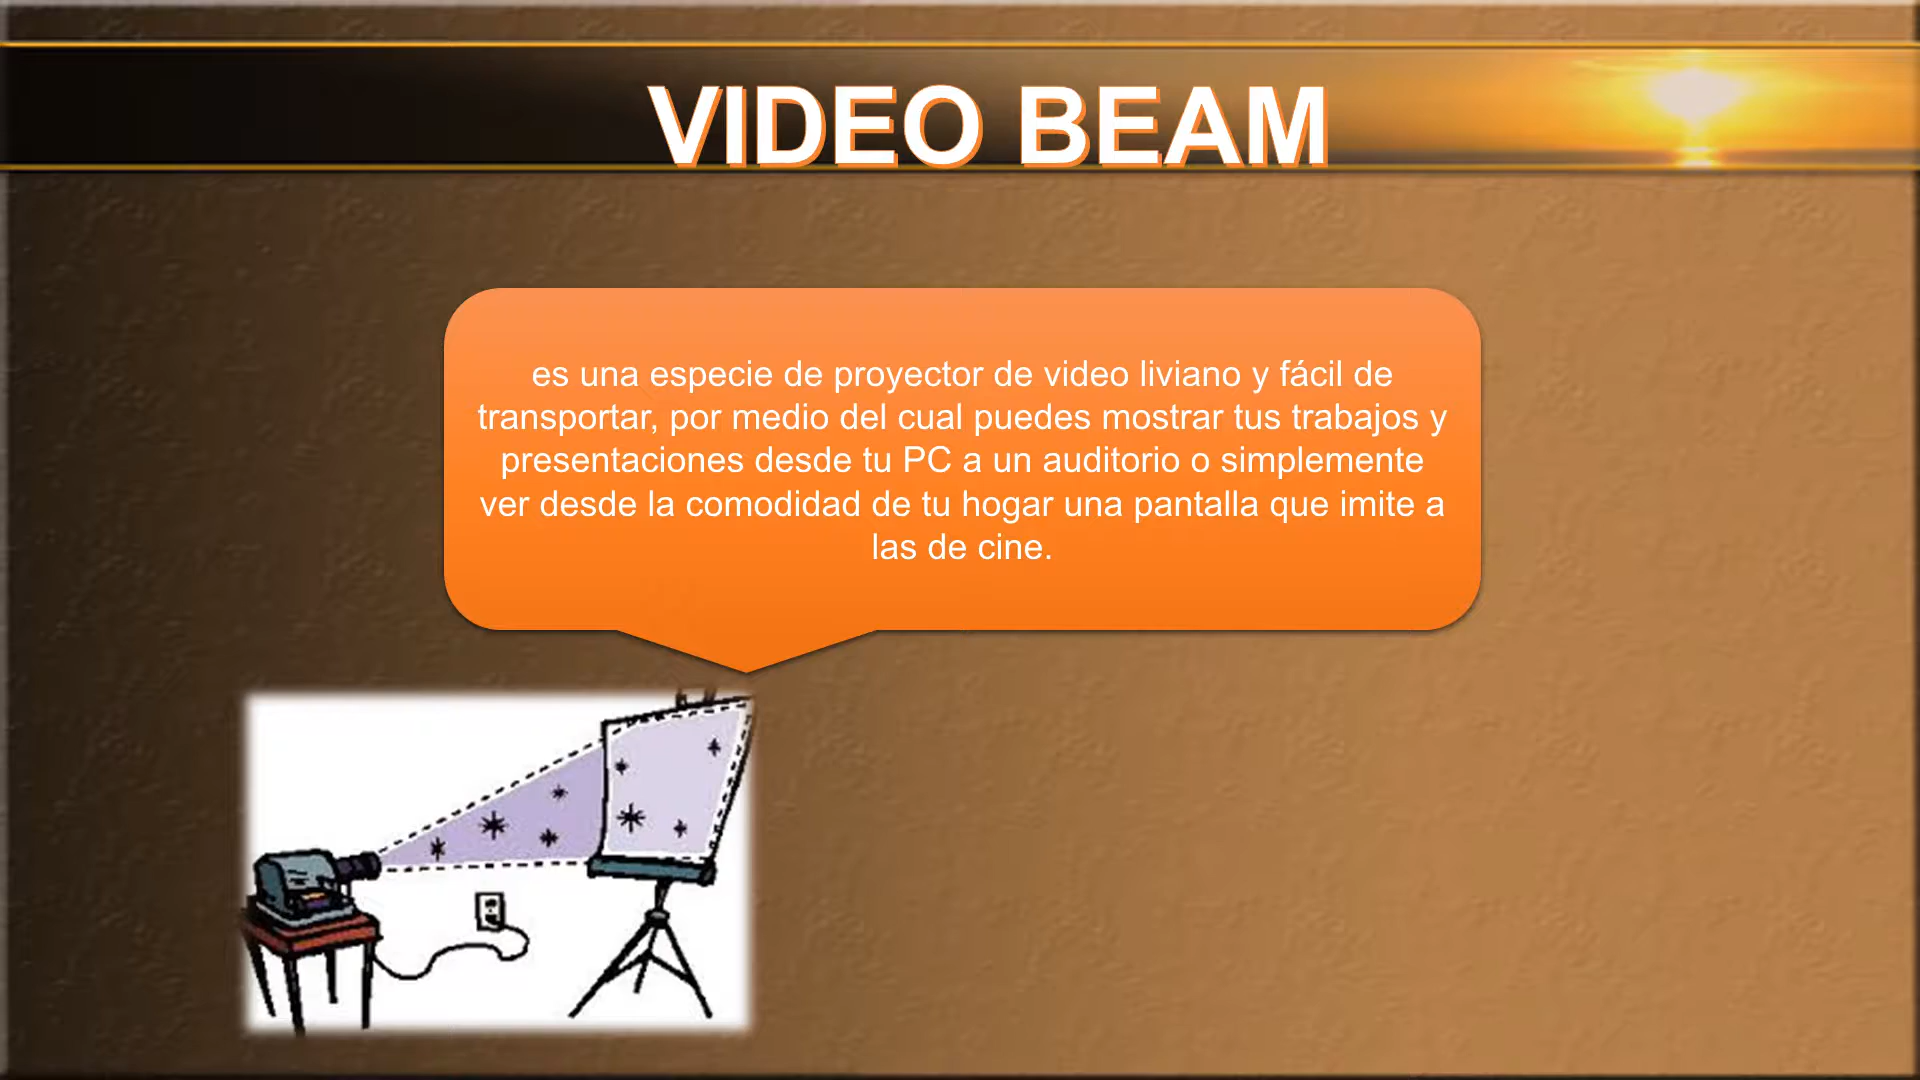 VIDEO BEAM
es una especie de proyector de video liviano y fácil de
transportar, por medio del cual puedes mostrar tus trabajos y
presentaciones desde tu PC a un auditorio o simplemente
ver desde la comodidad de tu hogar una pantalla que imite a
las de cine.